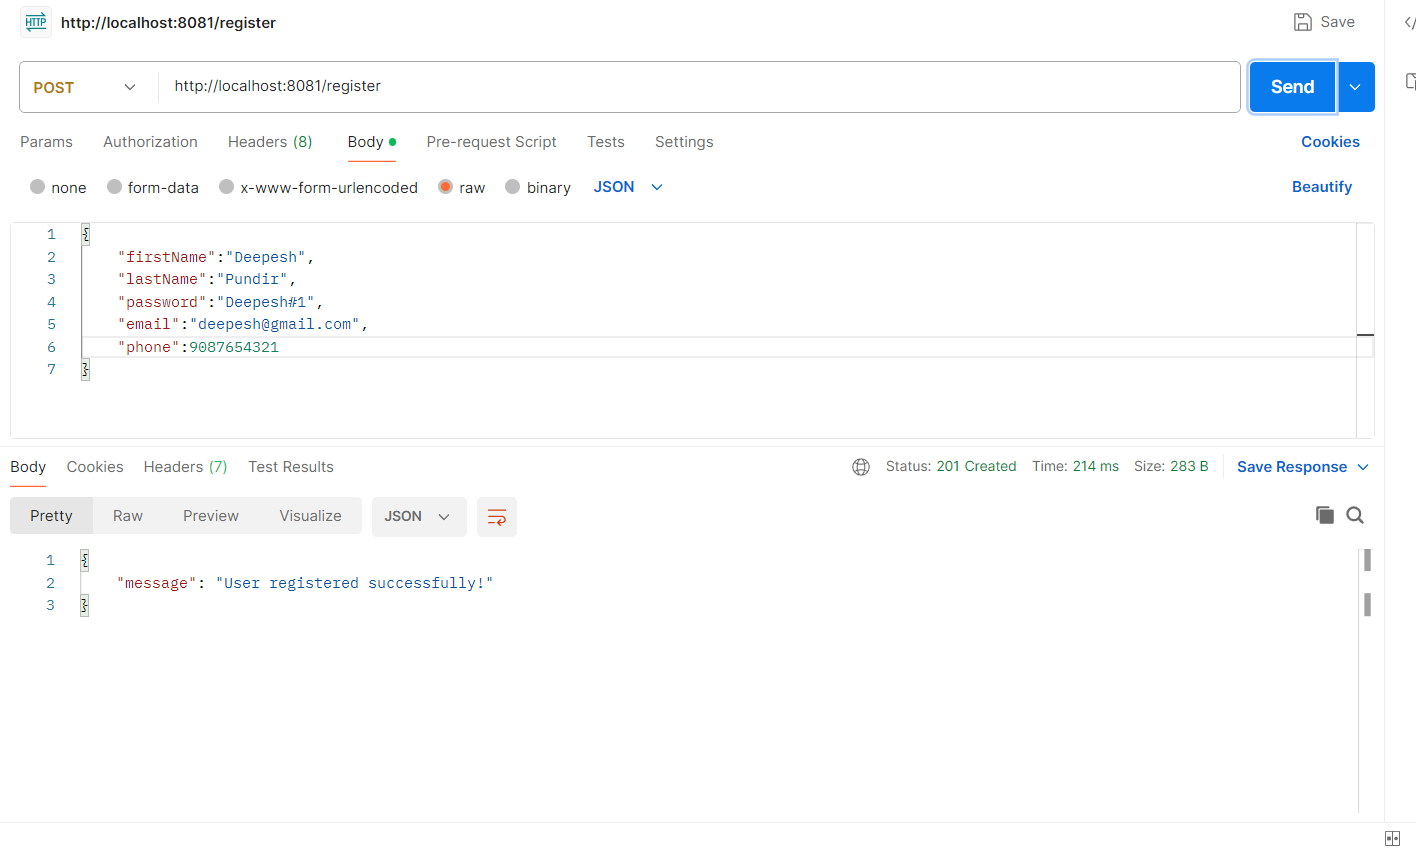 HTTP http://localhost:8081/register Save
POST http://localhost:8081/register Send
Params Authorization Headers (8) Body Pre-request Script Tests Settings Cookies
none form-data x-www-form-urlencoded raw binary JSON Beautify
1 {
2 "firstName":"Deepesh",
3 "lastName":"Pundir",
4 "password":"Deepesh#1",
5 "email":"deepesh@gmail.com",
6 "phone":9087654321
7 }
Body Cookies Headers (7) Test Results Status: 201 Created Time: 214 ms Size: 283 B Save Response
Pretty Raw Preview Visualize JSON
1 {
2 "message": "User registered successfully!"
3 }